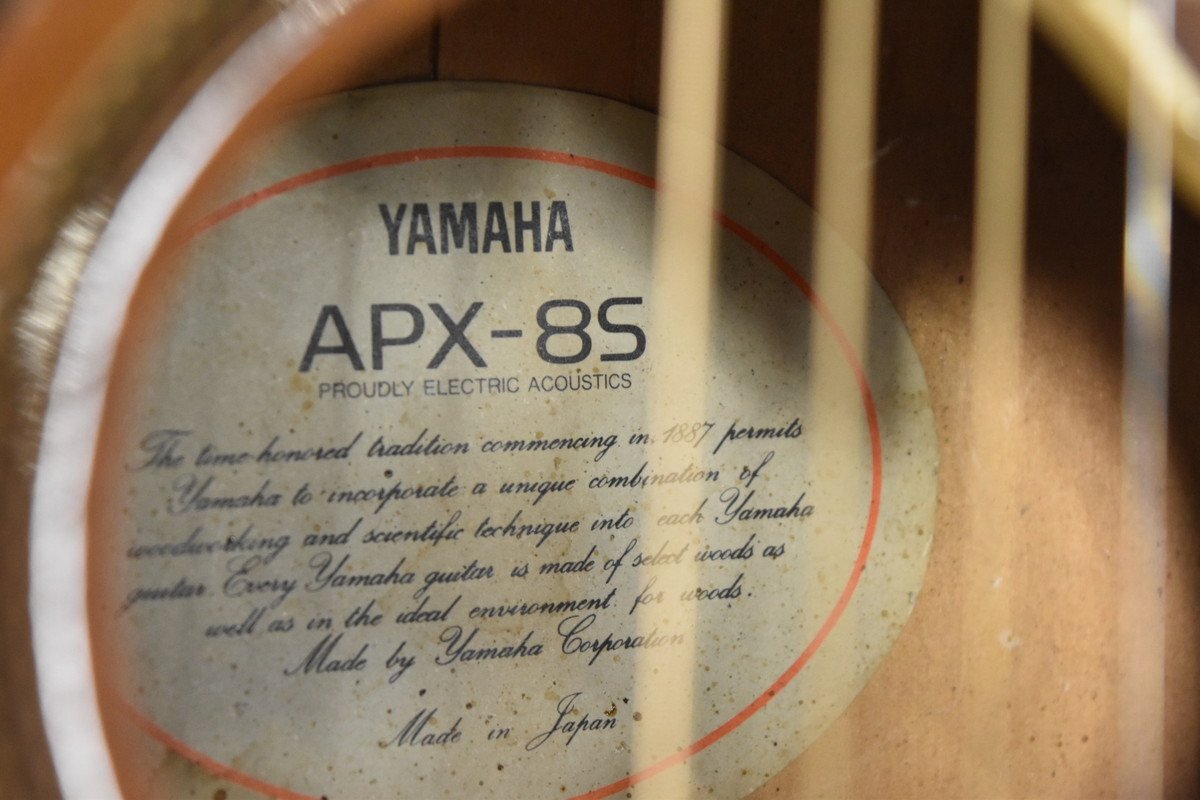 YAMAHA
APX-8S
PROUDLY ELECTRIC ACOUSTICS
The time-honored tradition commencing in 1887 permits
Yamaha to incorporate a unique combination of
woodworking and scientific technique into each Yamaha
guitar. Every Yamaha guitar is made of select woods as
well as in the ideal environment for woods.
Made by Yamaha Corporation
Made in Japan